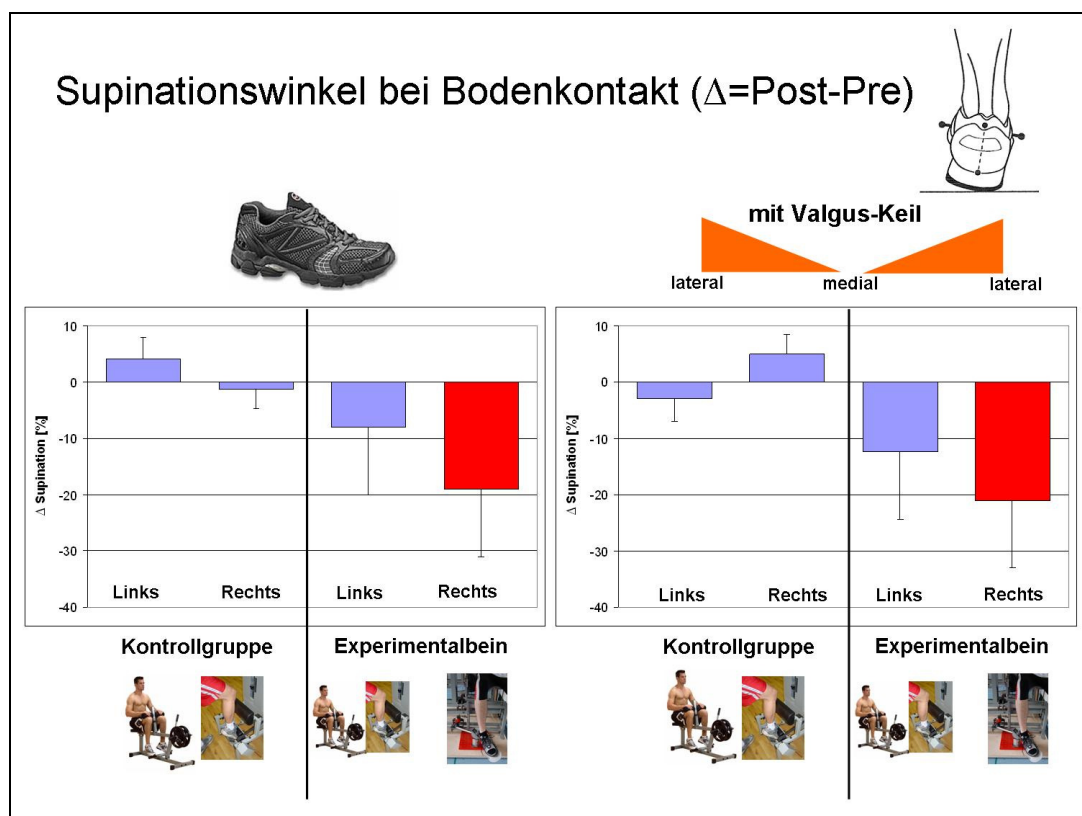 Supinationswinkel bei Bodenkontakt (Δ=Post-Pre)
mit Valgus-Keil
lateral medial lateral
10
0
-10
-20
-30
-40
Δ Supination [%]
Links Rechts Links Rechts
Kontrollgruppe Experimentalbein
10
0
-10
-20
-30
-40
Δ Supination [%]
Links Rechts Links Rechts
Kontrollgruppe Experimentalbein